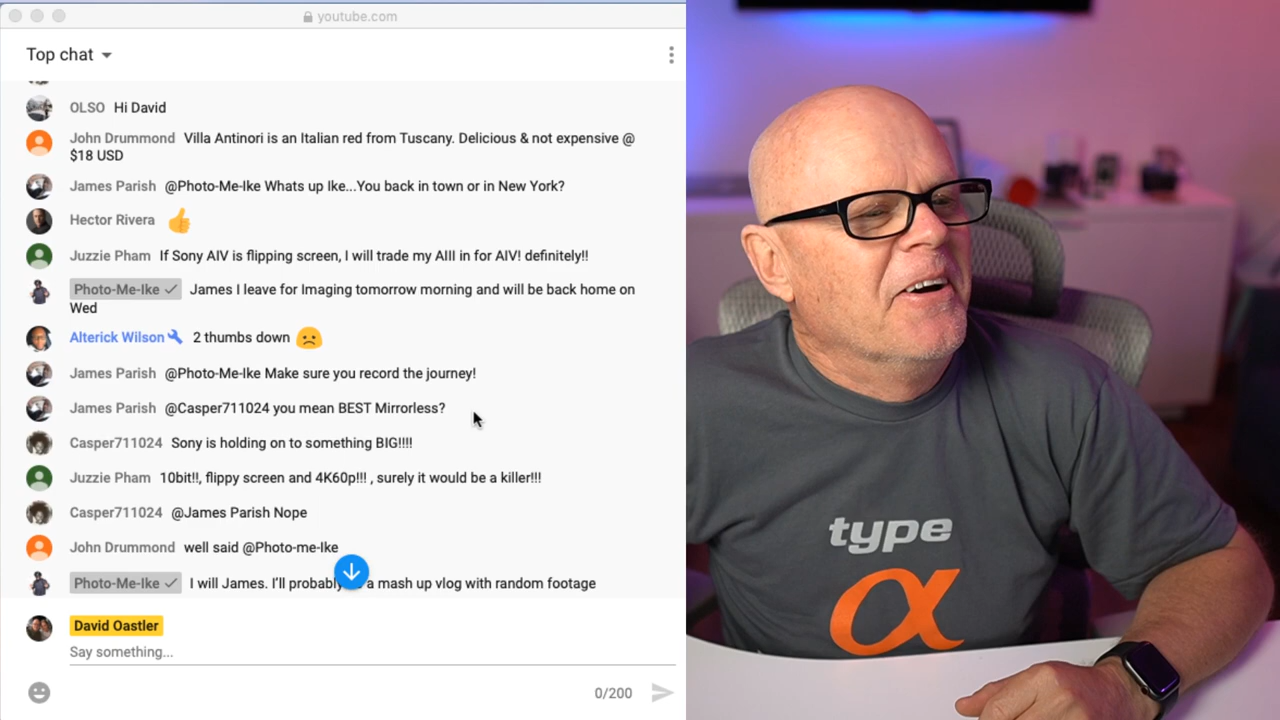 youtube.com
Top chat
OLSO Hi David
John Drummond Villa Antinori is an Italian red from Tuscany. Delicious & not expensive @
$18 USD
James Parish @Photo-Me-Ike Whats up Ike...You back in town or in New York?
Hector Rivera 👍
Juzzie Pham If Sony AIV is flipping screen, I will trade my AIII in for AIV! definitely!!
Photo-Me-Ike ✓ James I leave for Imaging tomorrow morning and will be back home on
Wed
Alterick Wilson 2 thumbs down ☹️
James Parish @Photo-Me-Ike Make sure you record the journey!
James Parish @Casper711024 you mean BEST Mirrorless?
Casper711024 Sony is holding on to something BIG!!!!
Juzzie Pham 10bit!!, flippy screen and 4K60p!!! , surely it would be a killer!!!
Casper711024 @James Parish Nope
John Drummond well said @Photo-me-Ike
Photo-Me-Ike ✓ I will James. I'll probably a mash up vlog with random footage
David Oastler
Say something...
0/200
type
α